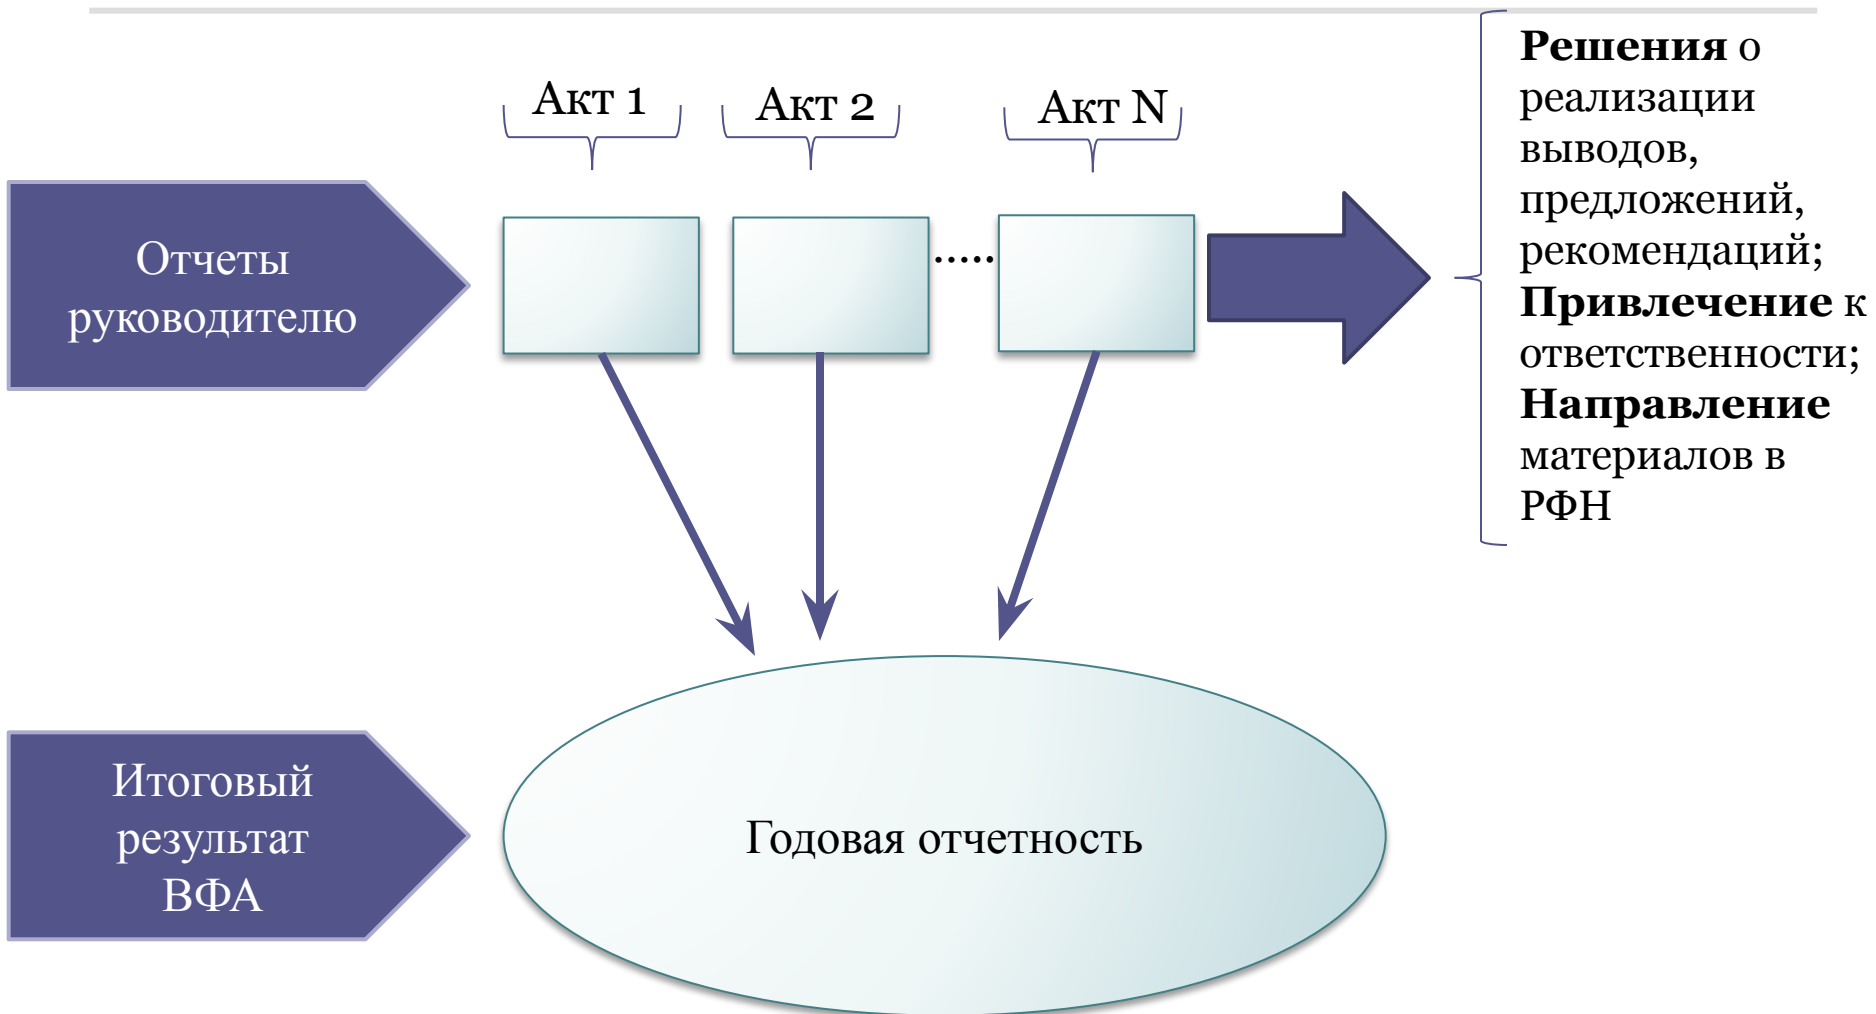 Акт 1
Акт 2
Акт N
Отчеты
руководителю
.....
Решения о
реализации
выводов,
предложений,
рекомендаций;
Привлечение к
ответственности;
Направление
материалов в
РФН
Итоговый
результат
ВФА
Годовая отчетность